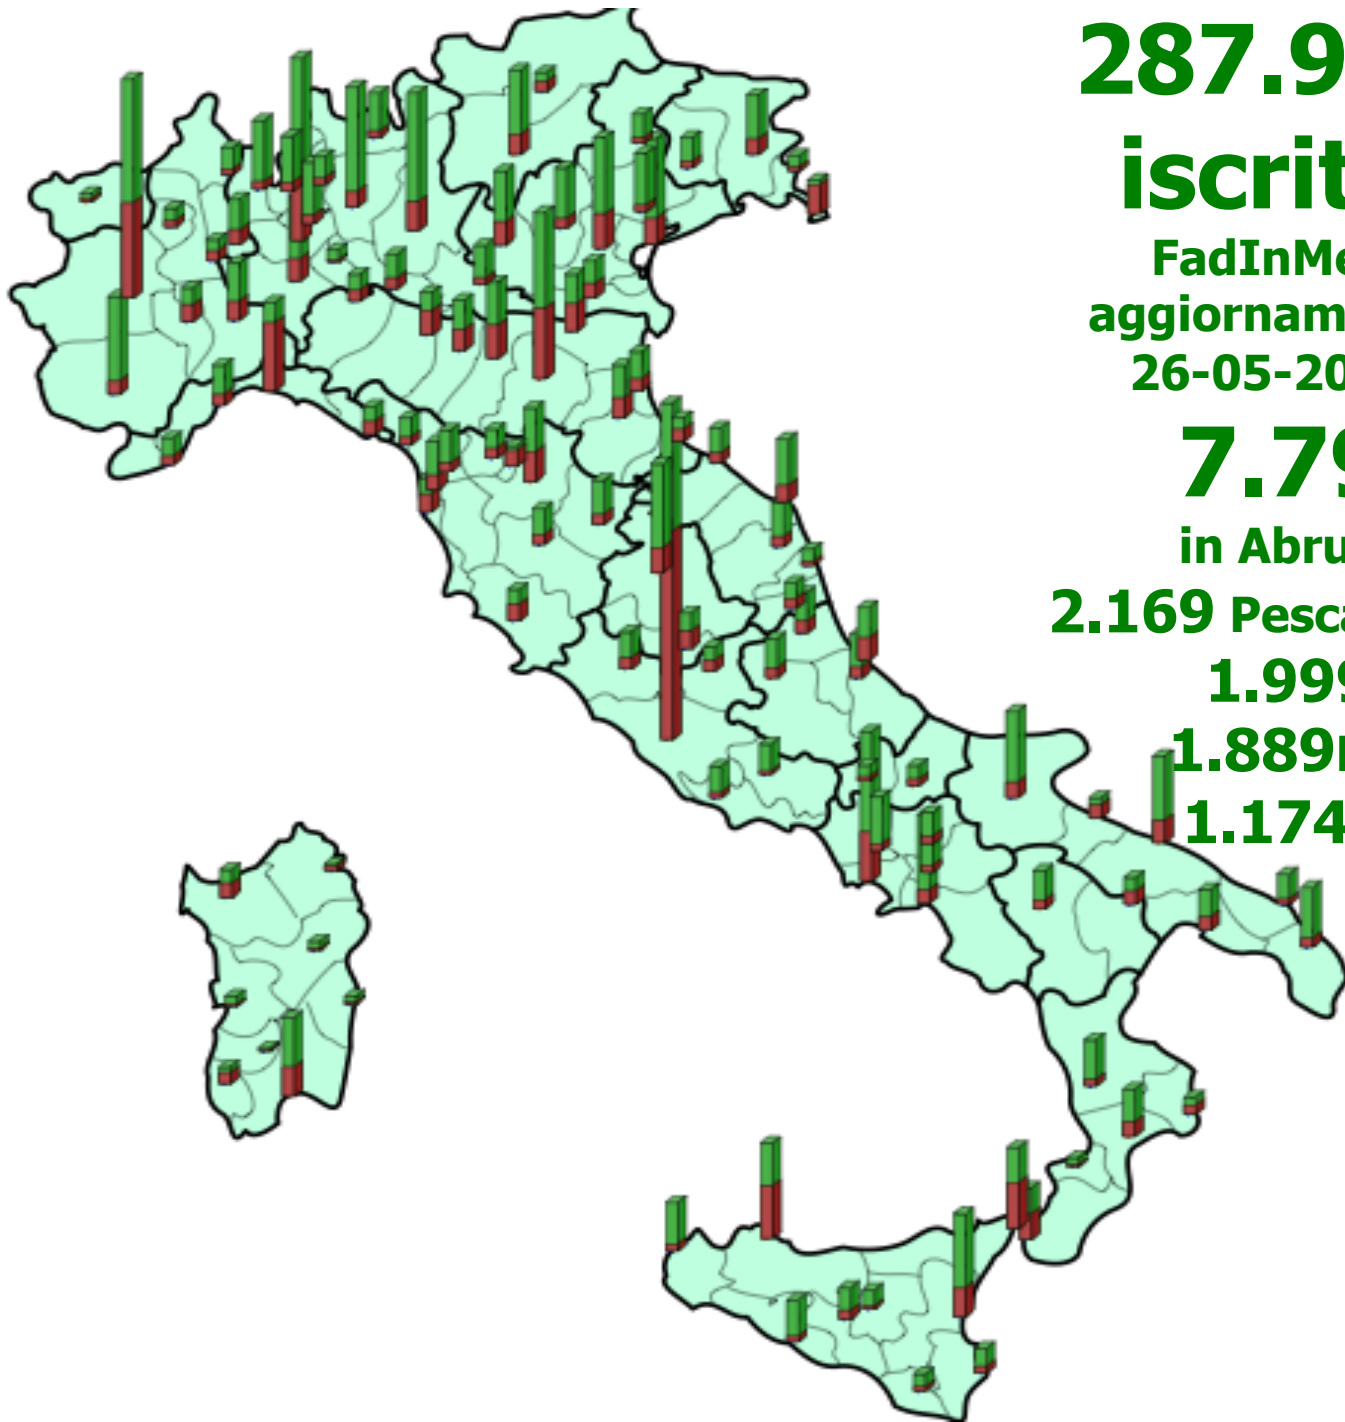 287.9
iscrit
FadInMe
aggiornam
26-05-20
7.79
in Abru
2.169 Pesca
1.999
1.889
1.174